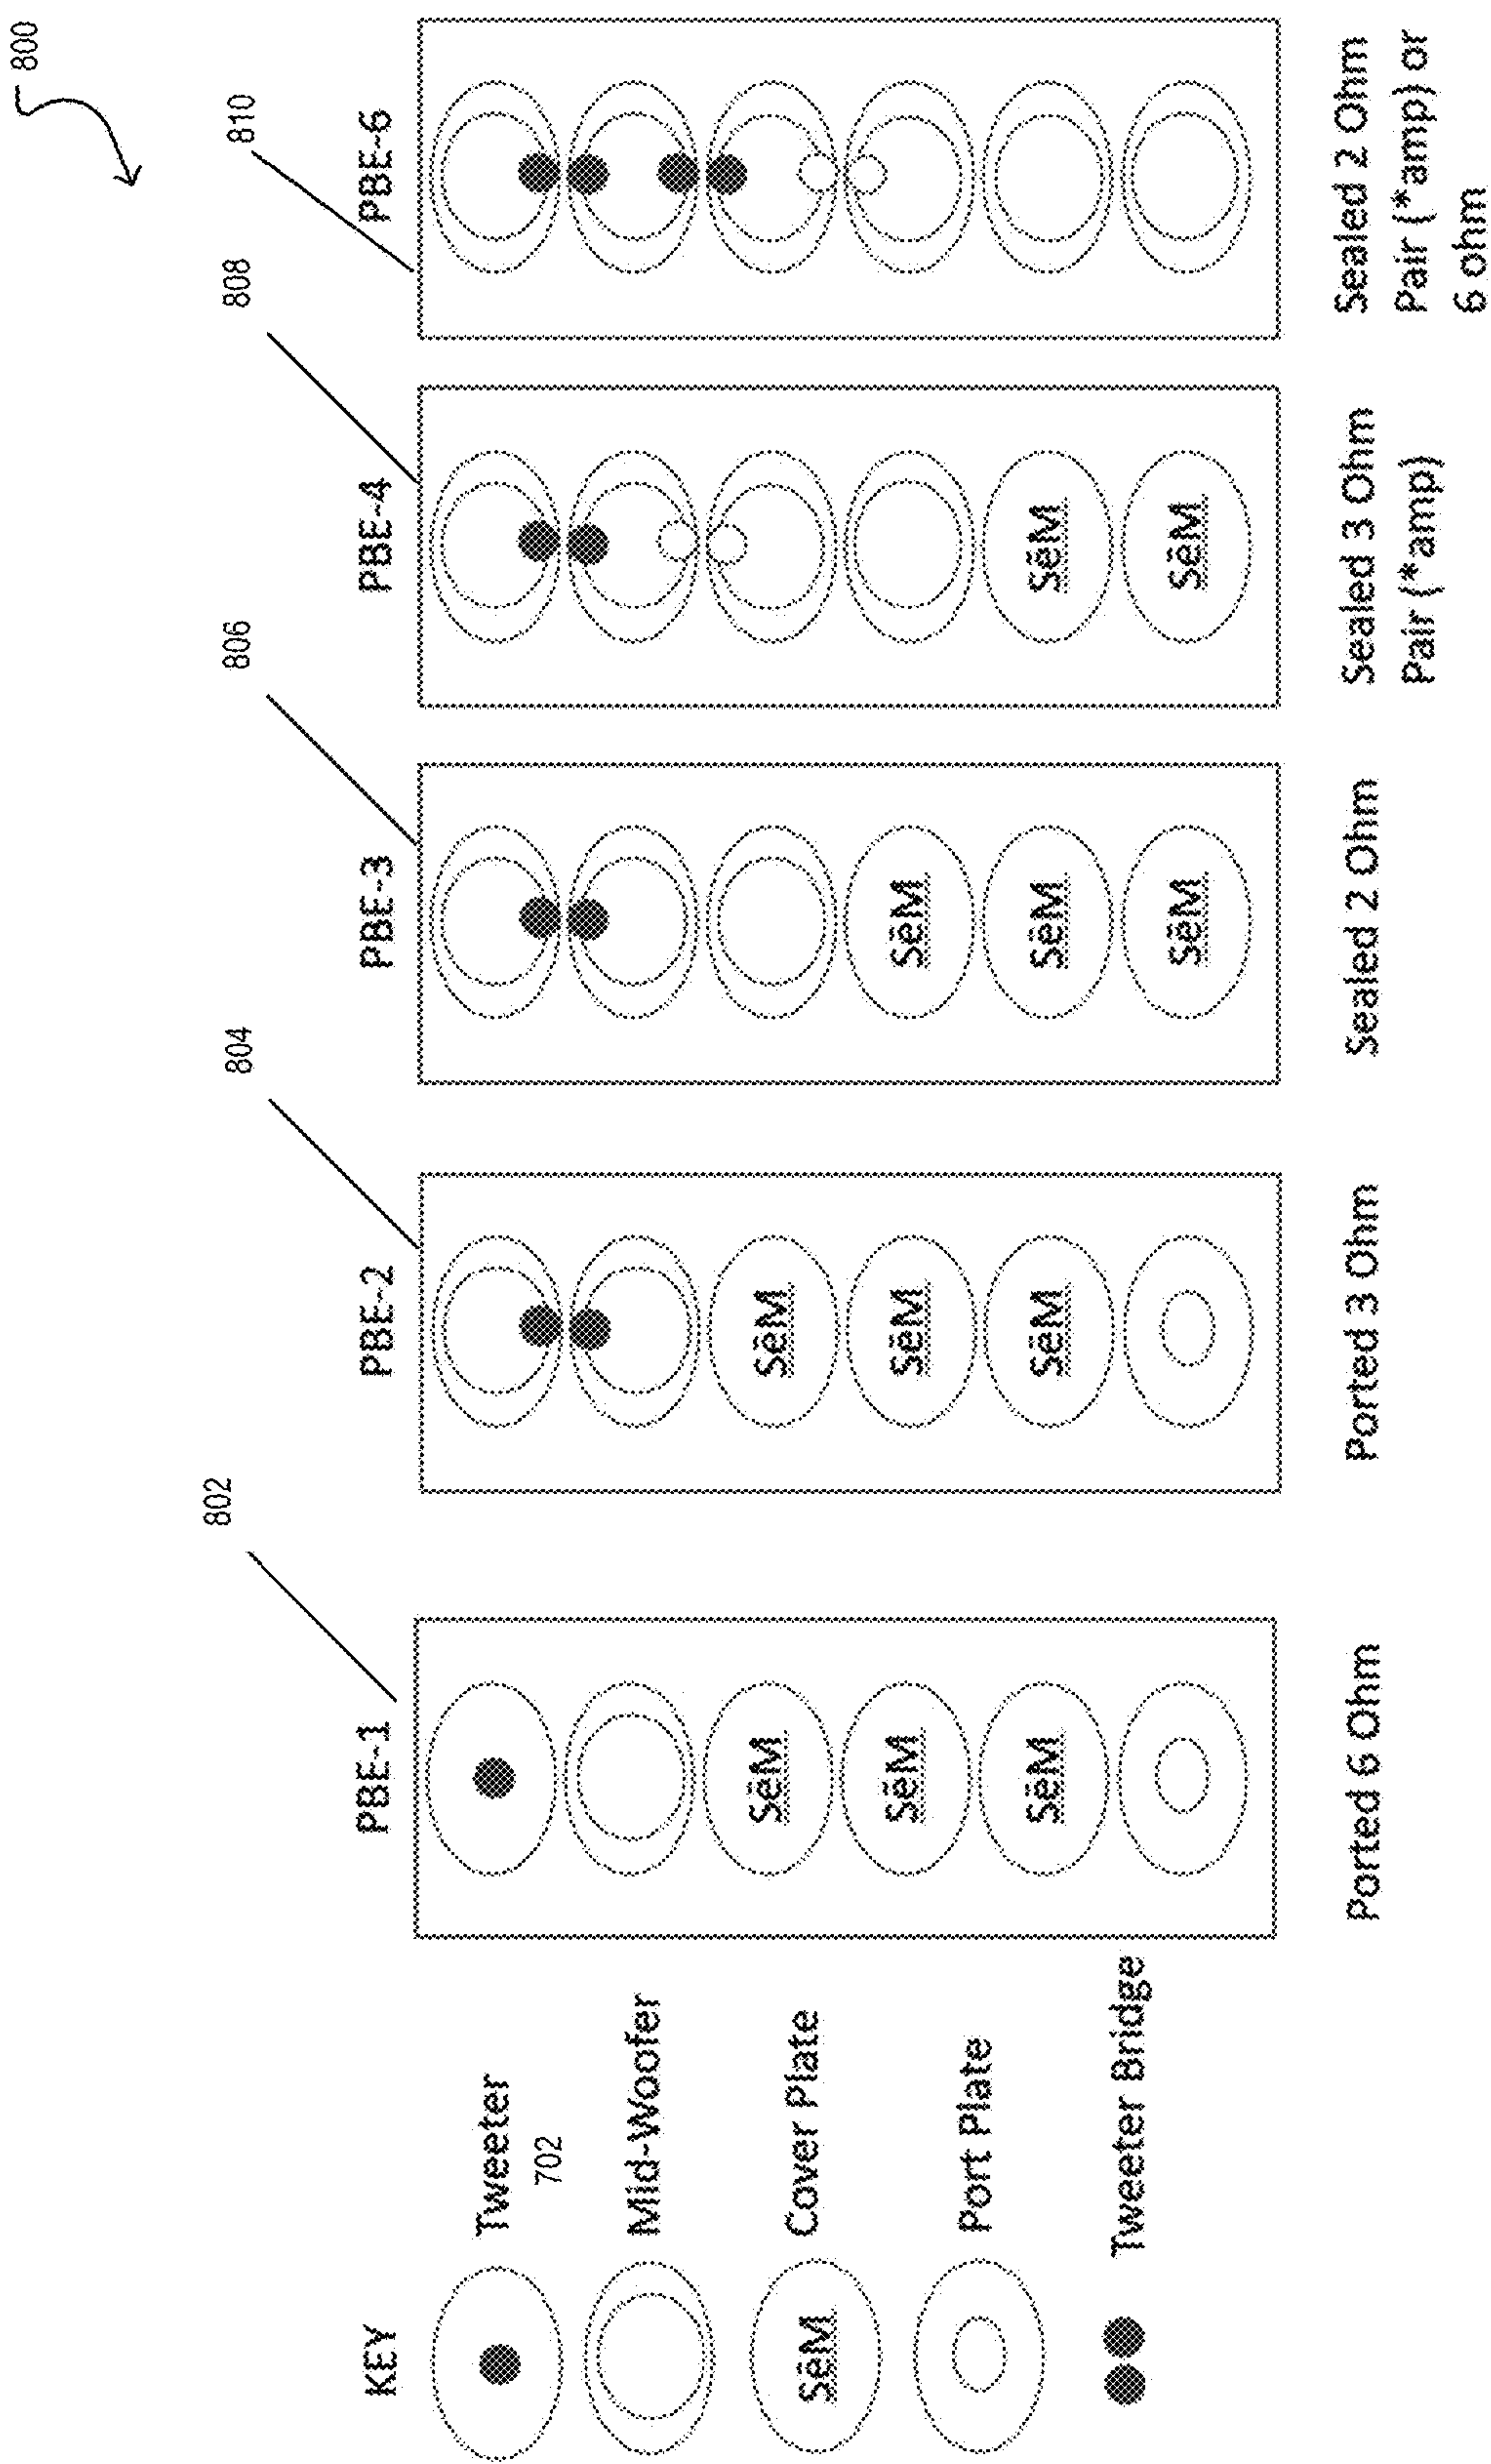 800
KEY
Tweeter
702
Mid-Woofer
SëM
Cover Plate
Port Plate
Tweeter Bridge
802
PBE-1
SëM
SëM
SëM
Ported 6 Ohm
804
PBE-2
SëM
SëM
SëM
Ported 3 Ohm
806
PBE-3
SëM
SëM
SëM
Sealed 2 Ohm
808
PBE-4
SëM
SëM
Sealed 3 Ohm
Pair (*amp)
810
PBE-6
Sealed 2 Ohm
Pair (*amp) or
6 ohm